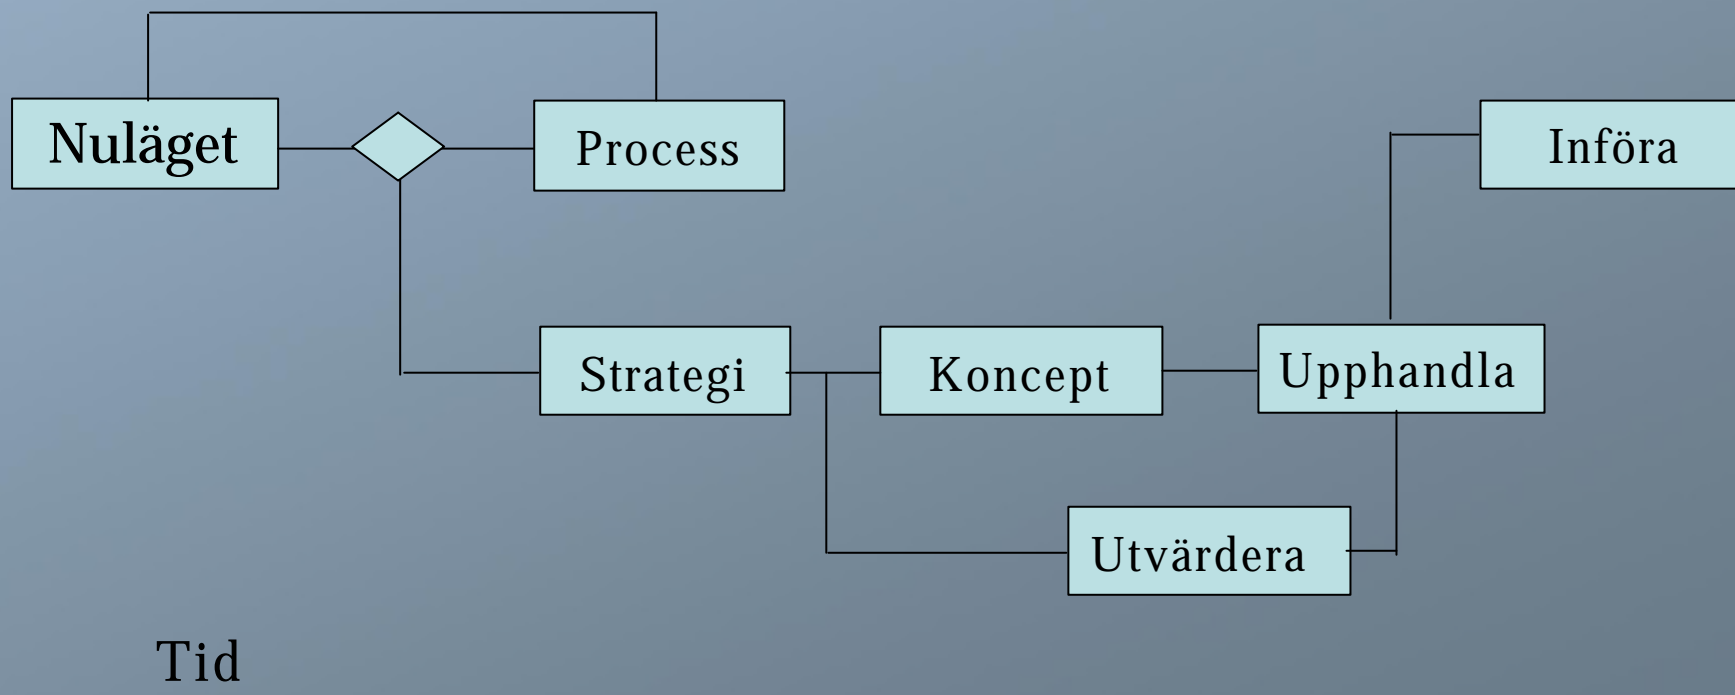 Nuläget
Process
Införa
Strategi
Koncept
Upphandla
Utvärdera
Tid